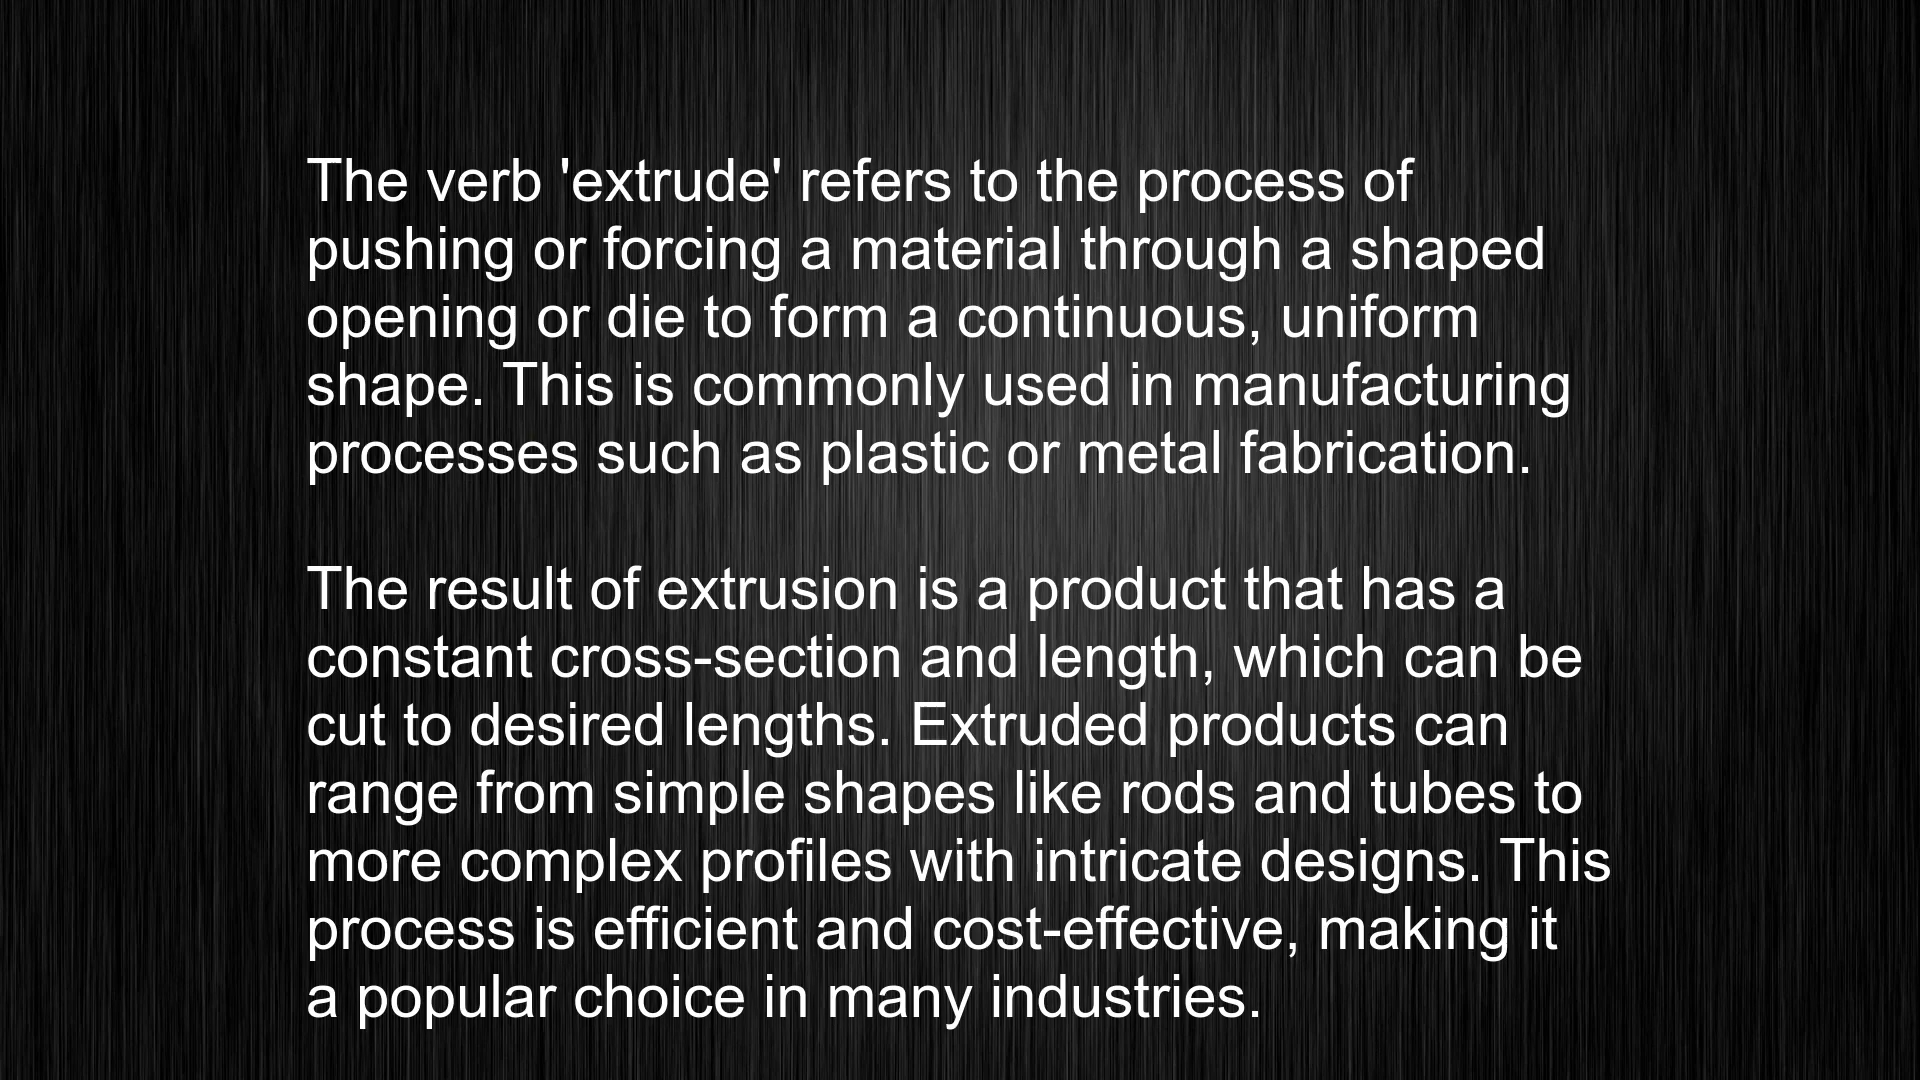 The verb 'extrude' refers to the process of
pushing or forcing a material through a shaped
opening or die to form a continuous, uniform
shape. This is commonly used in manufacturing
processes such as plastic or metal fabrication.
The result of extrusion is a product that has a
constant cross-section and length, which can be
cut to desired lengths. Extruded products can
range from simple shapes like rods and tubes to
more complex profiles with intricate designs. This
process is efficient and cost-effective, making it
a popular choice in many industries.